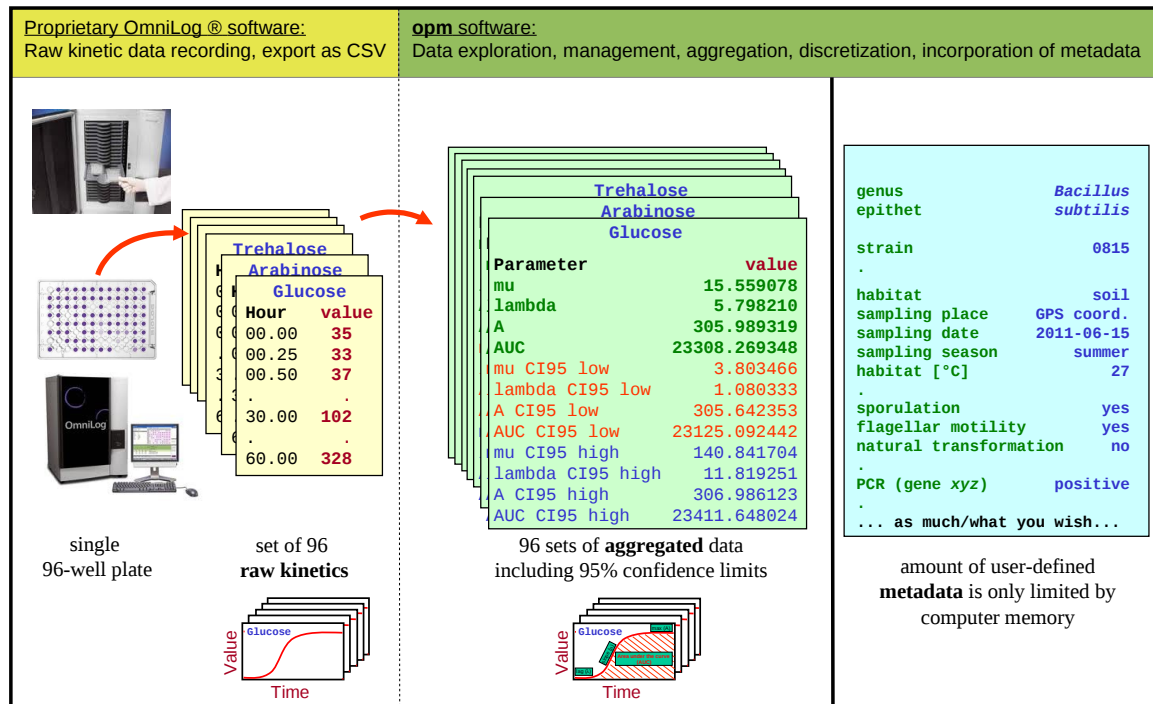 Proprietary OmniLog ® software:
Raw kinetic data recording, export as CSV
opm software:
Data exploration, management, aggregation, discretization, incorporation of metadata
OmniLog
single
96-well plate
Trehalose
Arabinose
Glucose
Hour value
00.00 35
00.25 33
00.50 37
. .
30.00 102
. .
60.00 328
set of 96
raw kinetics
Value
Glucose
Time
Trehalose
Arabinose
Glucose
Parameter value
mu 15.559078
lambda 5.798210
A 305.989319
AUC 23308.269348
mu CI95 low 3.803466
lambda CI95 low 1.080333
A CI95 low 305.642353
AUC CI95 low 23125.092442
mu CI95 high 140.841704
lambda CI95 high 11.819251
A CI95 high 306.986123
AUC CI95 high 23411.648024
96 sets of aggregated data
including 95% confidence limits
Value
Glucose
Area under the curve
(AUC)
Time
genus Bacillus
epithet subtilis
strain 0815
.
habitat soil
sampling place GPS coord.
sampling date 2011-06-15
sampling season summer
habitat [°C] 27
.
sporulation yes
flagellar motility yes
natural transformation no
.
PCR (gene xyz) positive
.
... as much/what you wish...
amount of user-defined
metadata is only limited by
computer memory